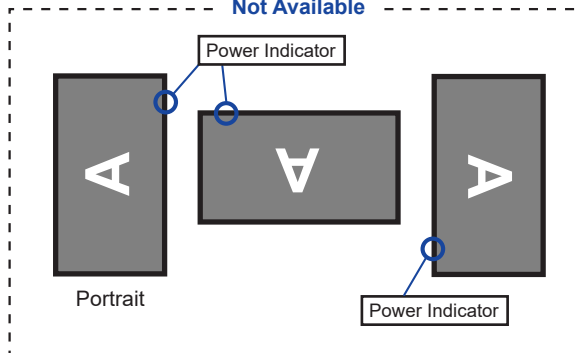 Not Available
Power Indicator
A
A
A
Portrait
Power Indicator